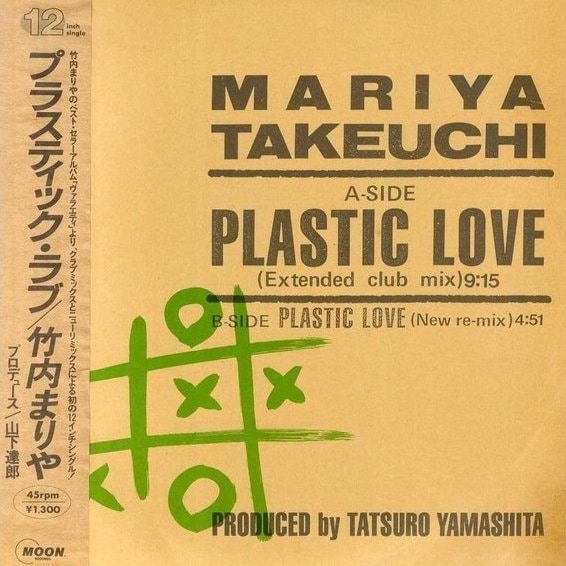 12 inch single
プラスティック・ラブ/竹内まりや
竹内まりやのベスト・セラーアルバム「ヴァラエティ」より、クラブミックスとニューリミックスによる初の12インチシングル!
プロデュース/山下達郎
45rpm
¥1,300
MOON
RECORDS
MARIYA
TAKEUCHI
A-SIDE
PLASTIC LOVE
(Extended club mix)9:15
B-SIDE PLASTIC LOVE (New re-mix)4:51
PRODUCED by TATSURO YAMASHITA